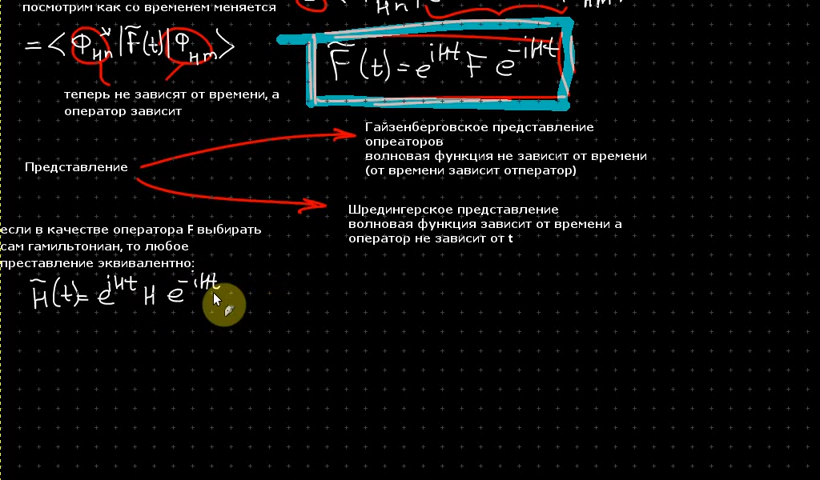 посмотрим как со временем меняется
= < Φₕₙ* | F̃(t) | Φₕₘ >
F̃(t) = e^{iHt} F e^{-iHt}
теперь не зависят от времени, а
оператор зависит
Гайзенберговское представление
опреаторов
волновая функция не зависит от времени
(от времени зависит отператор)
Представление
Шредингерское представление
волновая функция зависит от времени а
оператор не зависит от t
если в качестве оператора F выбирать
сам гамильтониан, то любое
преставление эквивалентно:
H̃(t) = e^{iHt} H e^{-iHt}